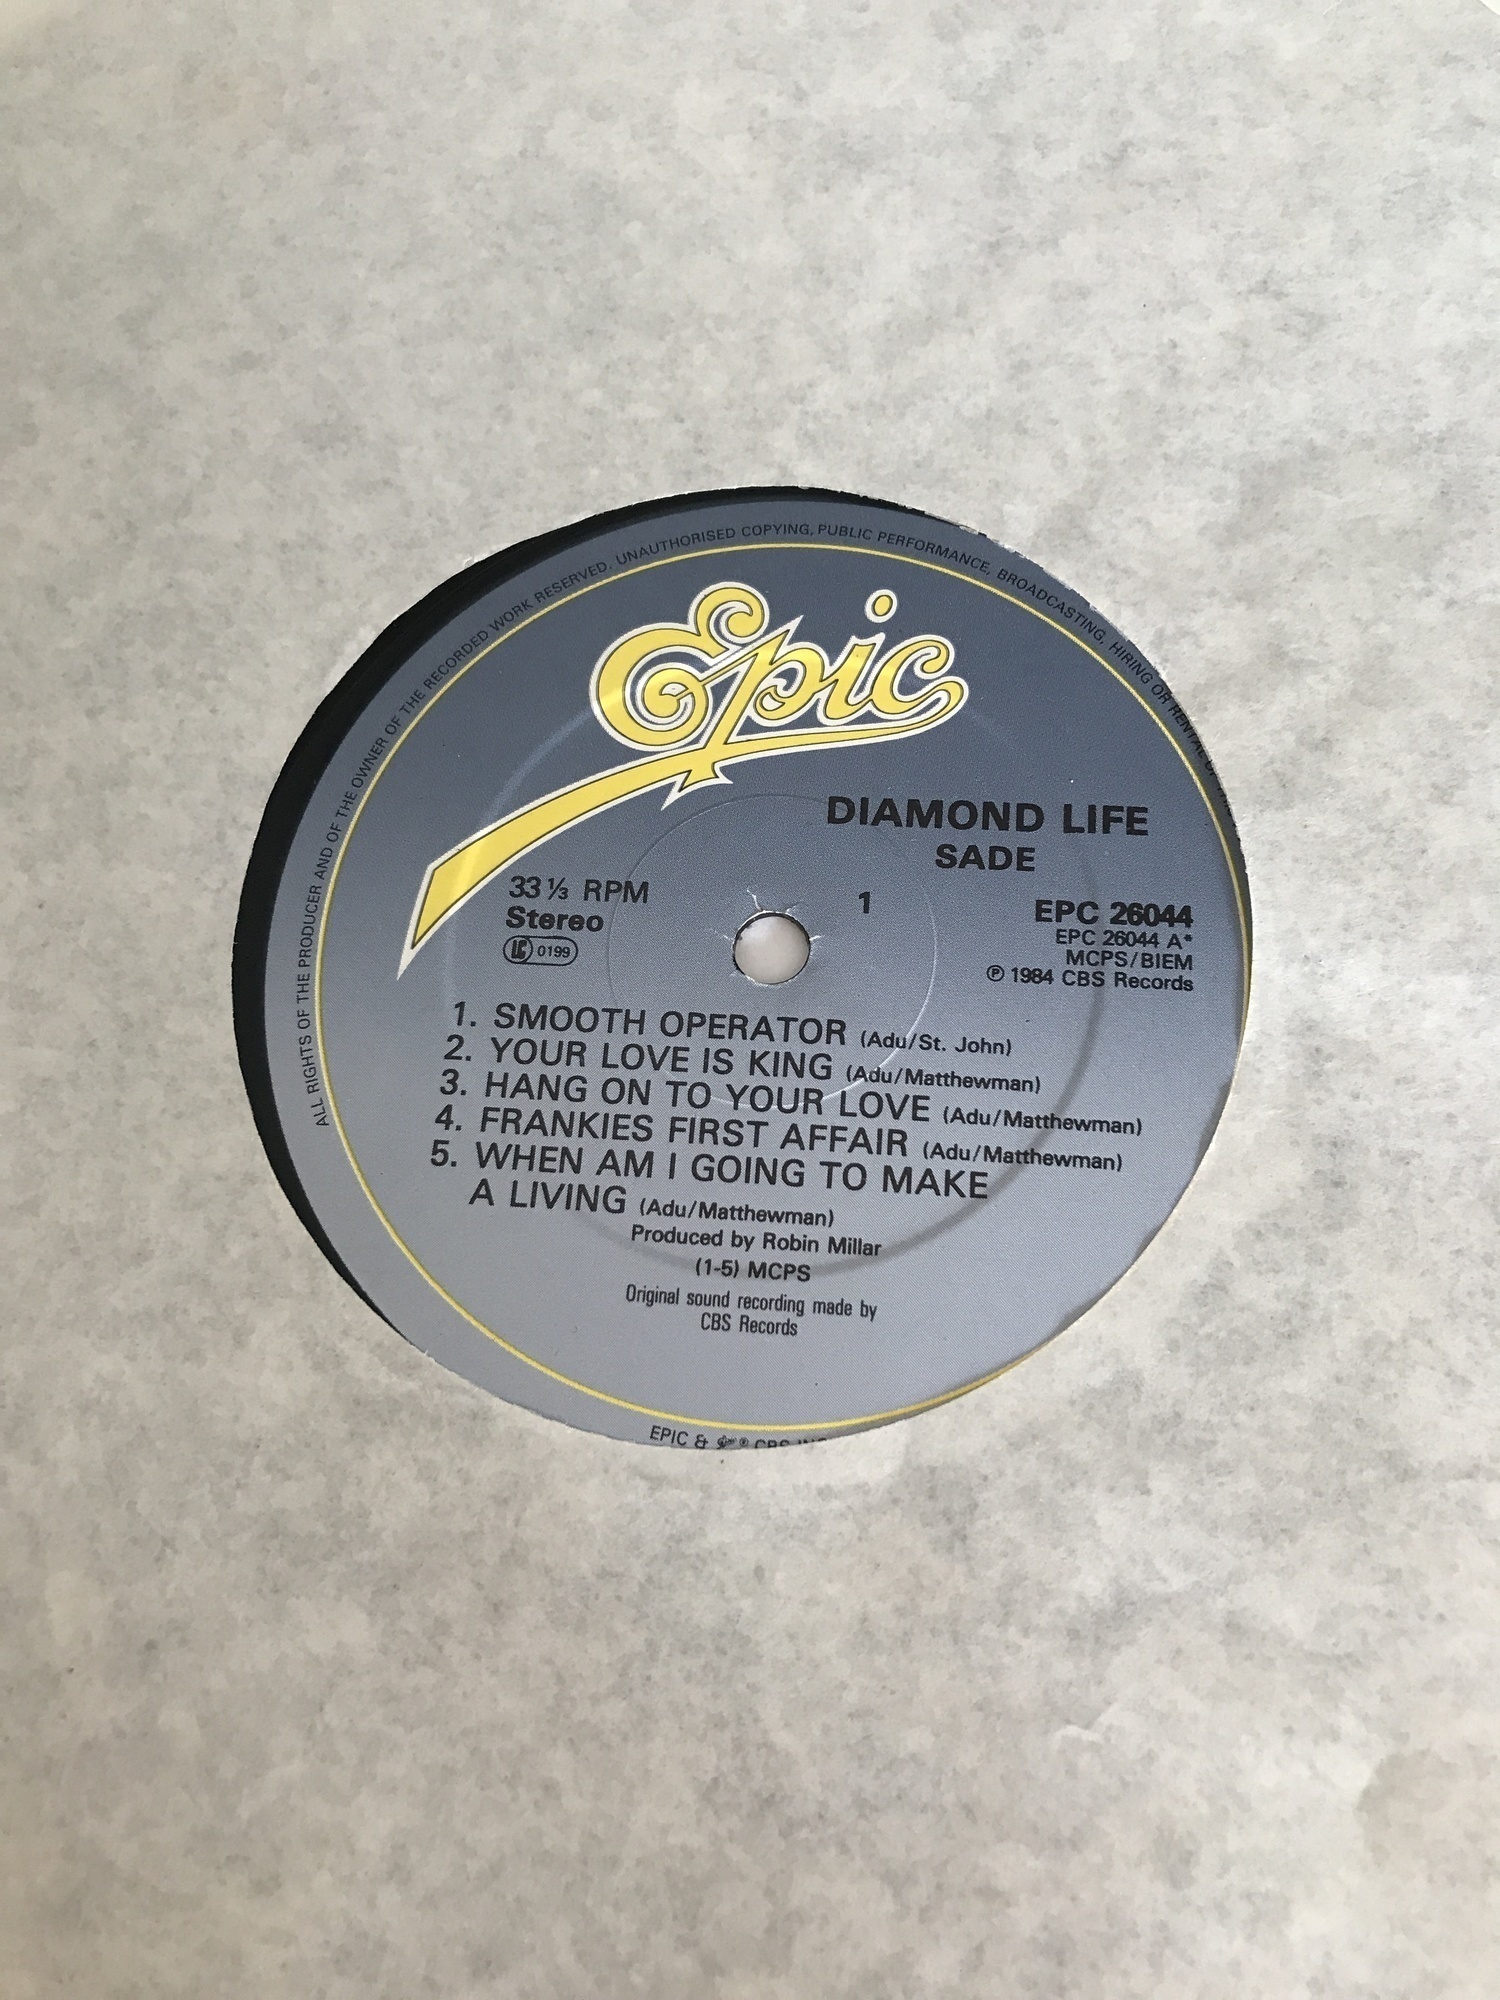 ALL RIGHTS OF THE PRODUCER AND OF THE OWNER OF THE RECORDED WORK RESERVED. UNAUTHORISED COPYING, PUBLIC PERFORMANCE, BROADCASTING, HIRING OR RENTAL
Epic
DIAMOND LIFE
SADE
33⅓ RPM
Stereo
LC 0199
1
EPC 26044
EPC 26044 A*
MCPS/BIEM
℗ 1984 CBS Records
1. SMOOTH OPERATOR (Adu/St. John)
2. YOUR LOVE IS KING (Adu/Matthewman)
3. HANG ON TO YOUR LOVE (Adu/Matthewman)
4. FRANKIES FIRST AFFAIR (Adu/Matthewman)
5. WHEN AM I GOING TO MAKE
A LIVING (Adu/Matthewman)
Produced by Robin Millar
(1-5) MCPS
Original sound recording made by
CBS Records
EPIC &